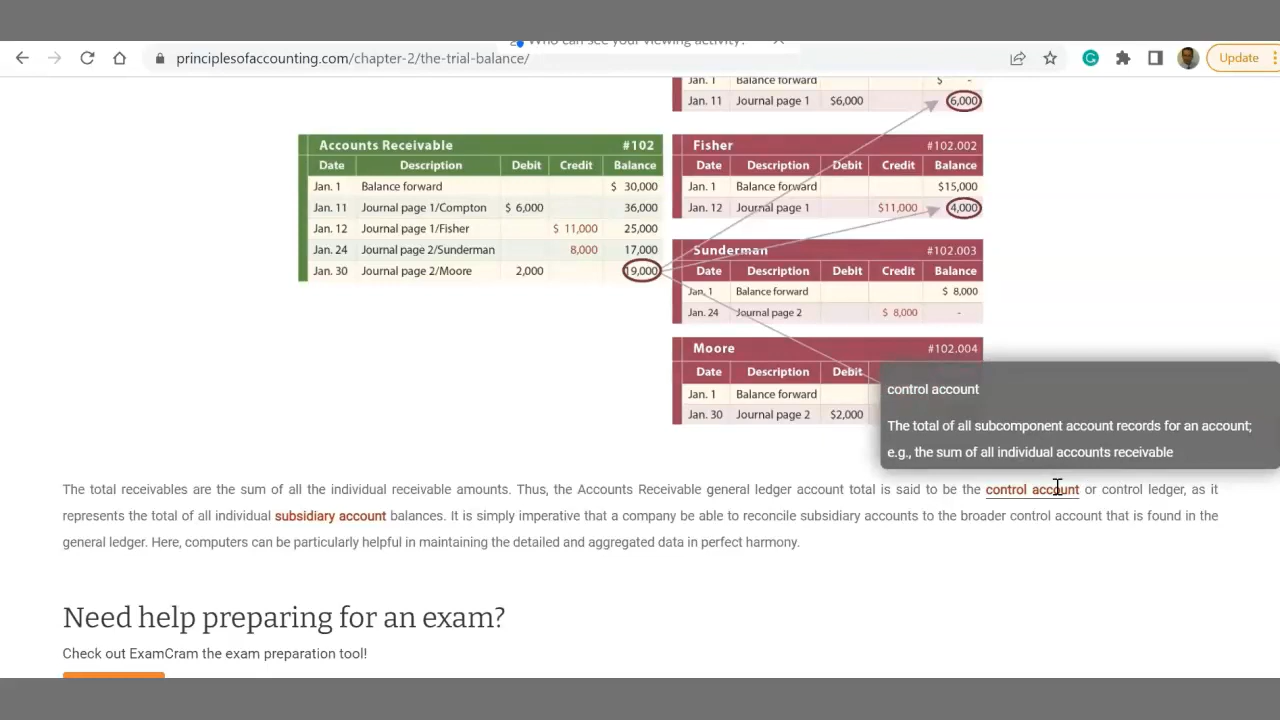 Who can see your viewing activity?
principlesofaccounting.com/chapter-2/the-trial-balance/
Update
Jan. 1 Balance forward $ -
Jan. 11 Journal page 1 $6,000 6,000
Accounts Receivable #102
Date Description Debit Credit Balance
Jan. 1 Balance forward $ 30,000
Jan. 11 Journal page 1/Compton $ 6,000 36,000
Jan. 12 Journal page 1/Fisher $ 11,000 25,000
Jan. 24 Journal page 2/Sunderman 8,000 17,000
Jan. 30 Journal page 2/Moore 2,000 19,000
Fisher #102.002
Date Description Debit Credit Balance
Jan. 1 Balance forward $15,000
Jan. 12 Journal page 1 $11,000 4,000
Sunderman #102.003
Date Description Debit Credit Balance
Jan. 1 Balance forward $ 8,000
Jan. 24 Journal page 2 $ 8,000 -
Moore #102.004
Date Description Debit
Jan. 1 Balance forward
Jan. 30 Journal page 2 $2,000
control account
The total of all subcomponent account records for an account;
e.g., the sum of all individual accounts receivable
The total receivables are the sum of all the individual receivable amounts. Thus, the Accounts Receivable general ledger account total is said to be the control account or control ledger, as it
represents the total of all individual subsidiary account balances. It is simply imperative that a company be able to reconcile subsidiary accounts to the broader control account that is found in the
general ledger. Here, computers can be particularly helpful in maintaining the detailed and aggregated data in perfect harmony.
Need help preparing for an exam?
Check out ExamCram the exam preparation tool!